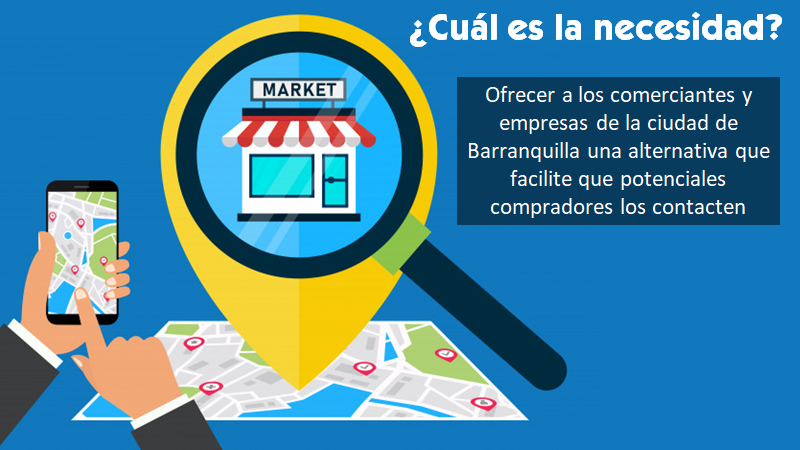 ¿Cuál es la necesidad?
MARKET
Ofrecer a los comerciantes y
empresas de la ciudad de
Barranquilla una alternativa que
facilite que potenciales
compradores los contacten